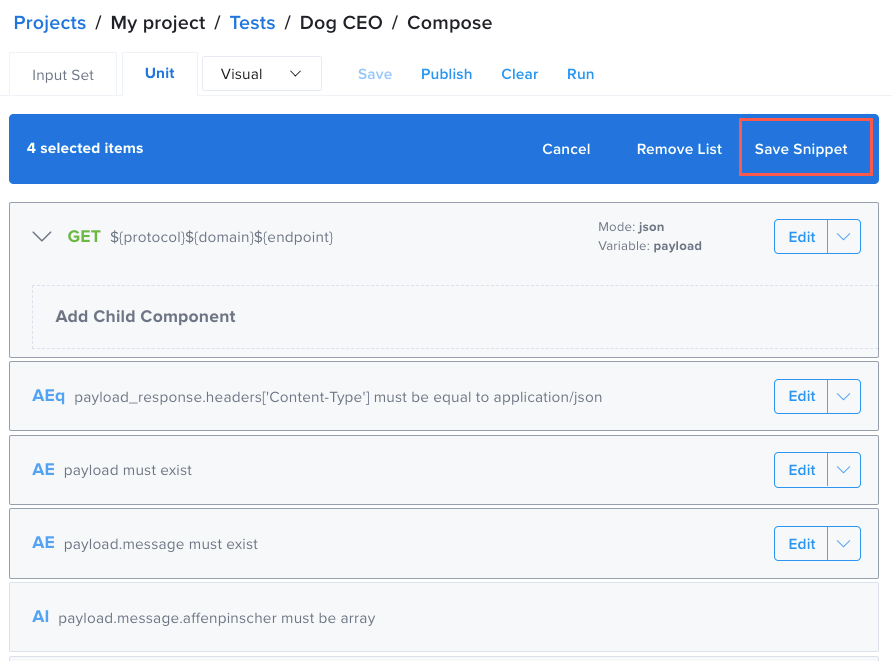 Projects / My project / Tests / Dog CEO / Compose
Input Set Unit Visual Save Publish Clear Run
4 selected items Cancel Remove List Save Snippet
GET ${protocol}${domain}${endpoint} Mode: json Edit
Variable: payload
Add Child Component
AEq payload_response.headers['Content-Type'] must be equal to application/json Edit
AE payload must exist Edit
AE payload.message must exist Edit
AI payload.message.affenpinscher must be array